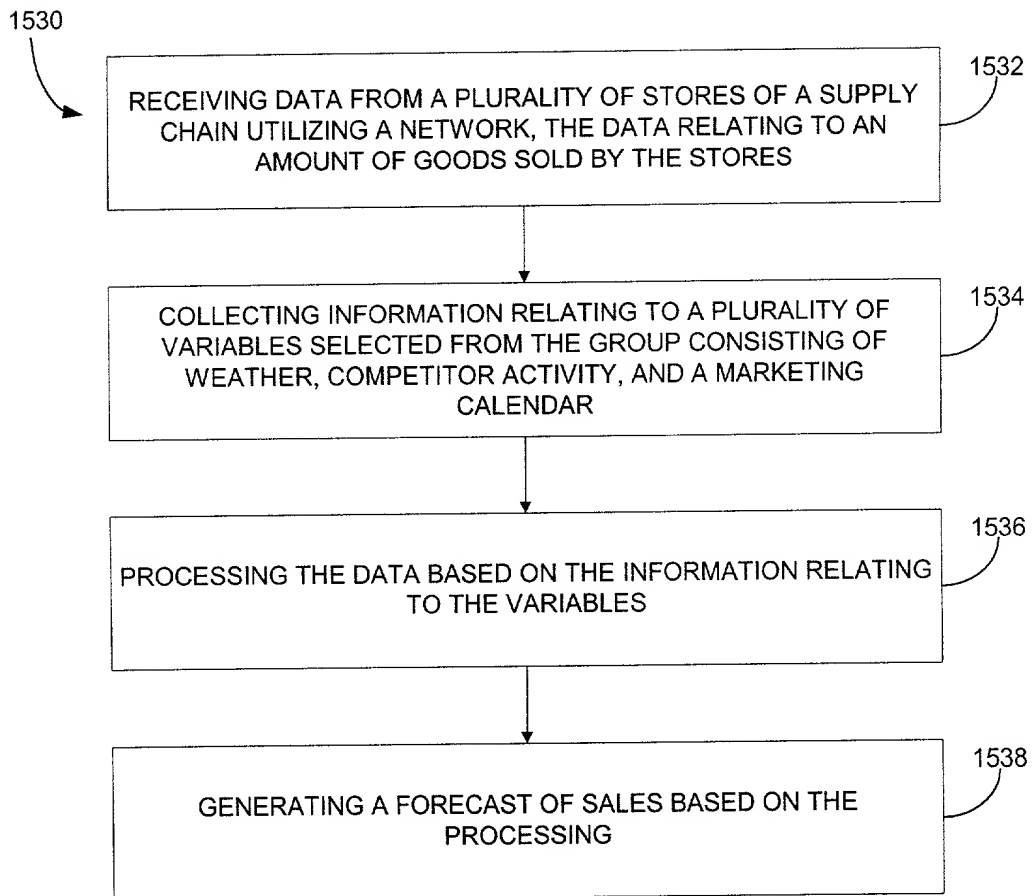 1530
1532
RECEIVING DATA FROM A PLURALITY OF STORES OF A SUPPLY
CHAIN UTILIZING A NETWORK, THE DATA RELATING TO AN
AMOUNT OF GOODS SOLD BY THE STORES
1534
COLLECTING INFORMATION RELATING TO A PLURALITY OF
VARIABLES SELECTED FROM THE GROUP CONSISTING OF
WEATHER, COMPETITOR ACTIVITY, AND A MARKETING
CALENDAR
1536
PROCESSING THE DATA BASED ON THE INFORMATION RELATING
TO THE VARIABLES
1538
GENERATING A FORECAST OF SALES BASED ON THE
PROCESSING